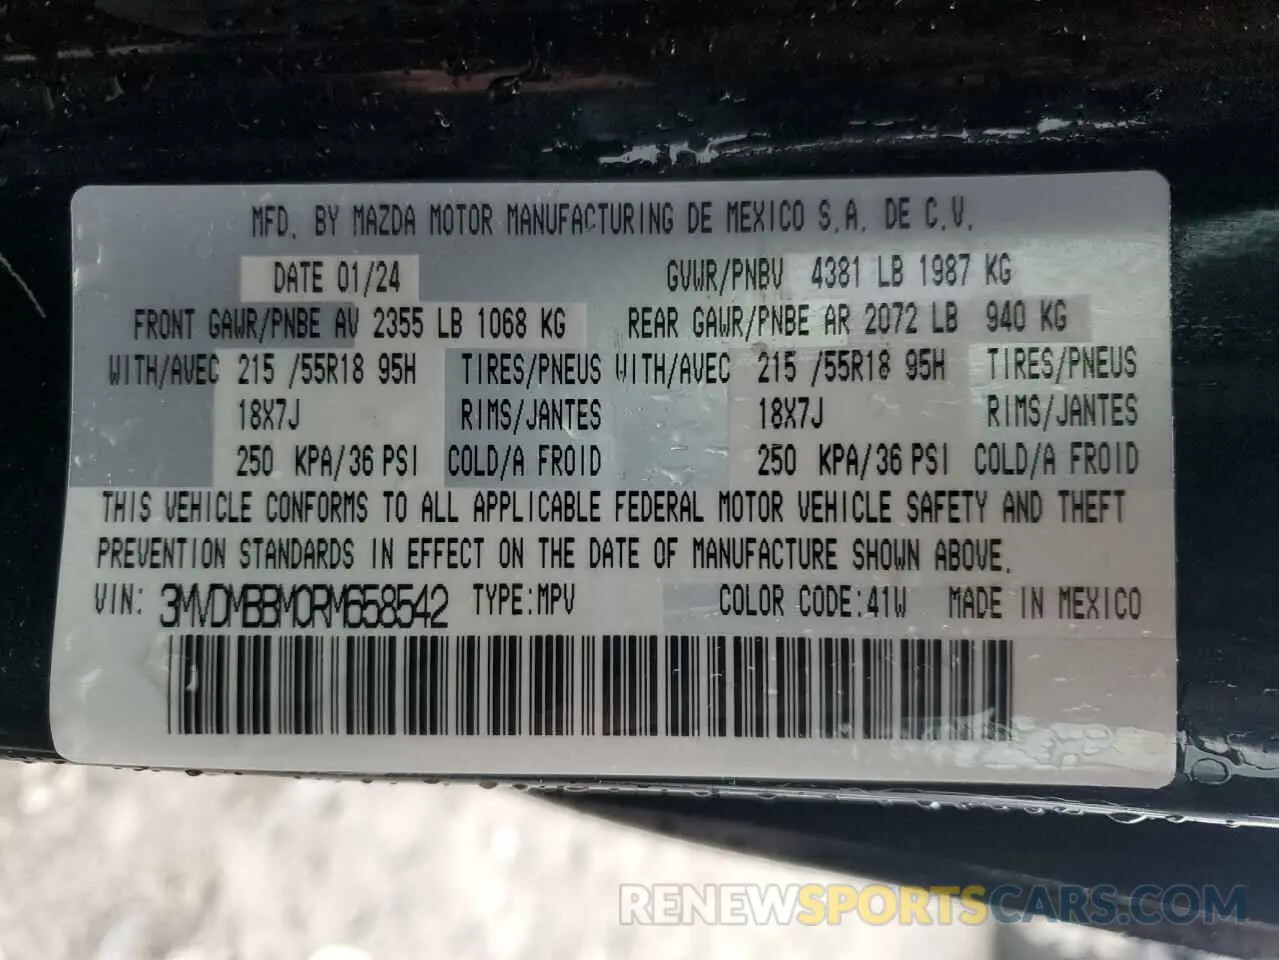 MFD. BY MAZDA MOTOR MANUFACTURING DE MEXICO S.A. DE C.V.
DATE 01/24 GVWR/PNBV 4381 LB 1987 KG
FRONT GAWR/PNBE AV 2355 LB 1068 KG REAR GAWR/PNBE AR 2072 LB 940 KG
WITH/AVEC 215 /55R18 95H TIRES/PNEUS WITH/AVEC 215 /55R18 95H TIRES/PNEUS
18X7J RIMS/JANTES 18X7J RIMS/JANTES
250 KPA/36 PSI COLD/A FROID 250 KPA/36 PSI COLD/A FROID
THIS VEHICLE CONFORMS TO ALL APPLICABLE FEDERAL MOTOR VEHICLE SAFETY AND THEFT
PREVENTION STANDARDS IN EFFECT ON THE DATE OF MANUFACTURE SHOWN ABOVE.
VIN: 3MVDMBBM0RM658542 TYPE:MPV COLOR CODE:41W MADE IN MEXICO
RENEWSPORTSCARS.COM